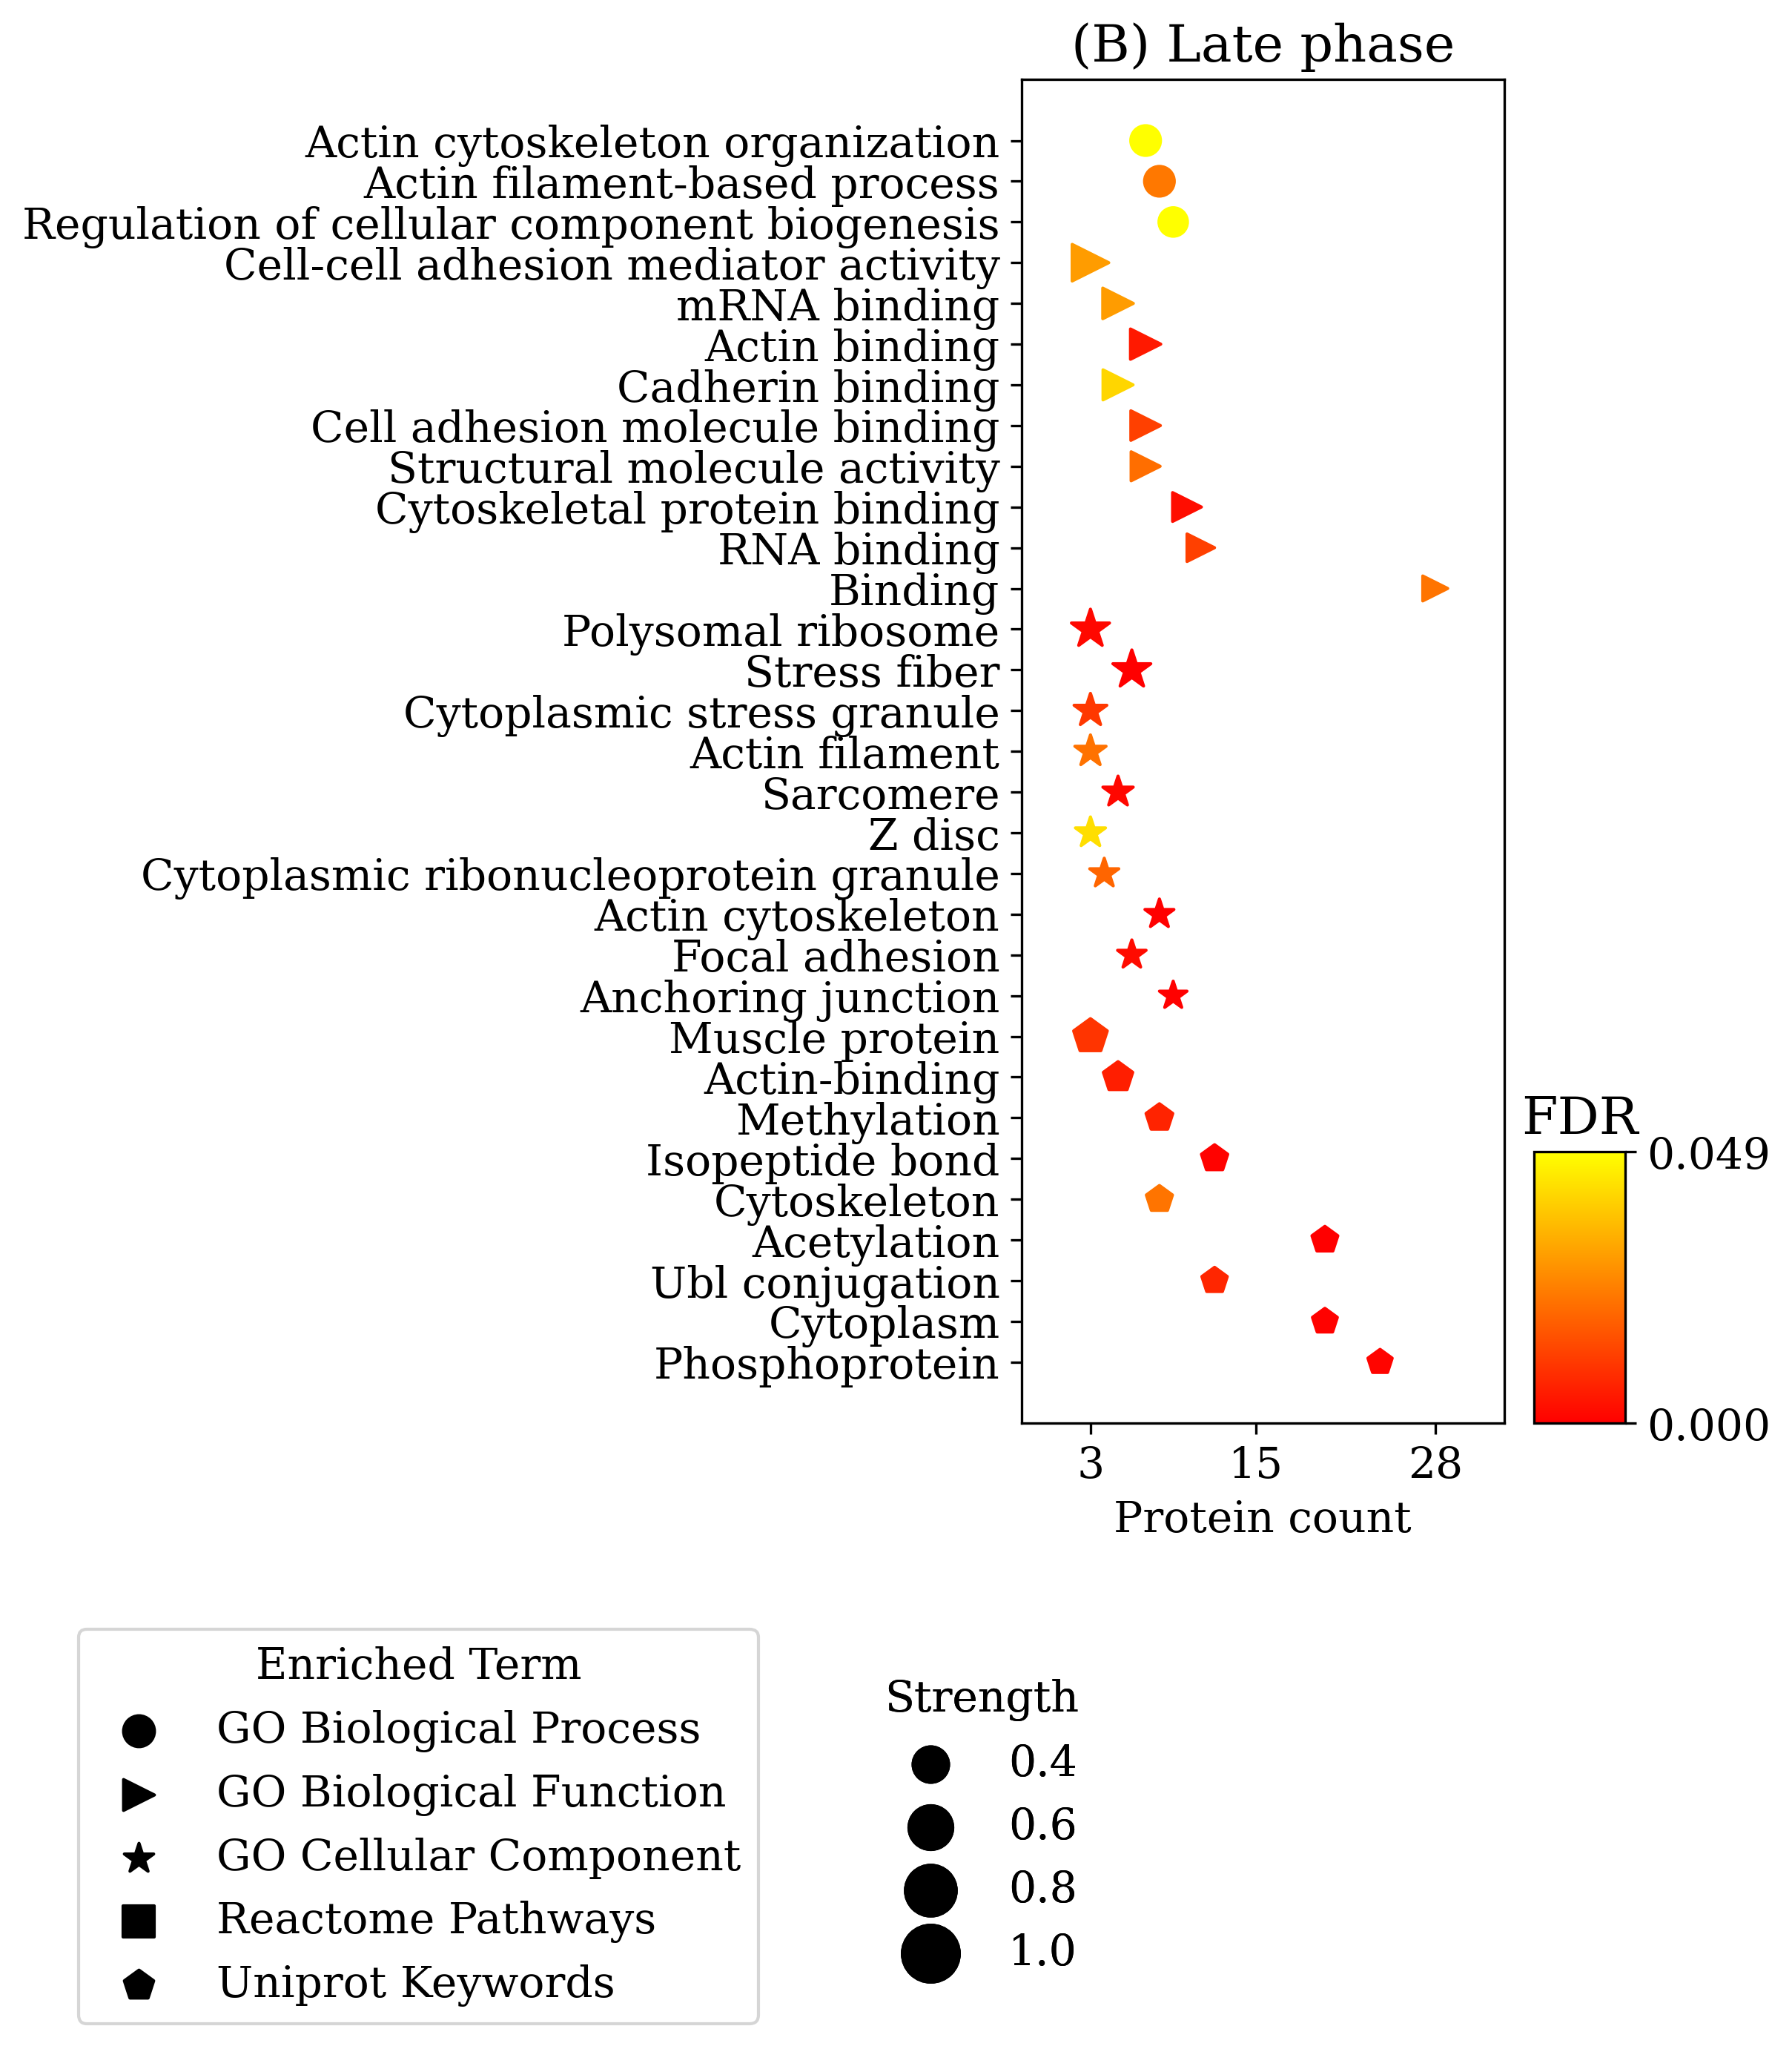 (B) Late phase
Actin cytoskeleton organization
Actin filament-based process
Regulation of cellular component biogenesis
Cell-cell adhesion mediator activity
mRNA binding
Actin binding
Cadherin binding
Cell adhesion molecule binding
Structural molecule activity
Cytoskeletal protein binding
RNA binding
Binding
Polysomal ribosome
Stress fiber
Cytoplasmic stress granule
Actin filament
Sarcomere
Z disc
Cytoplasmic ribonucleoprotein granule
Actin cytoskeleton
Focal adhesion
Anchoring junction
Muscle protein
Actin-binding
Methylation
Isopeptide bond
Cytoskeleton
Acetylation
Ubl conjugation
Cytoplasm
Phosphoprotein
3 15 28
Protein count
FDR
0.049
0.000
Enriched Term
GO Biological Process
GO Biological Function
GO Cellular Component
Reactome Pathways
Uniprot Keywords
Strength
0.4
0.6
0.8
1.0